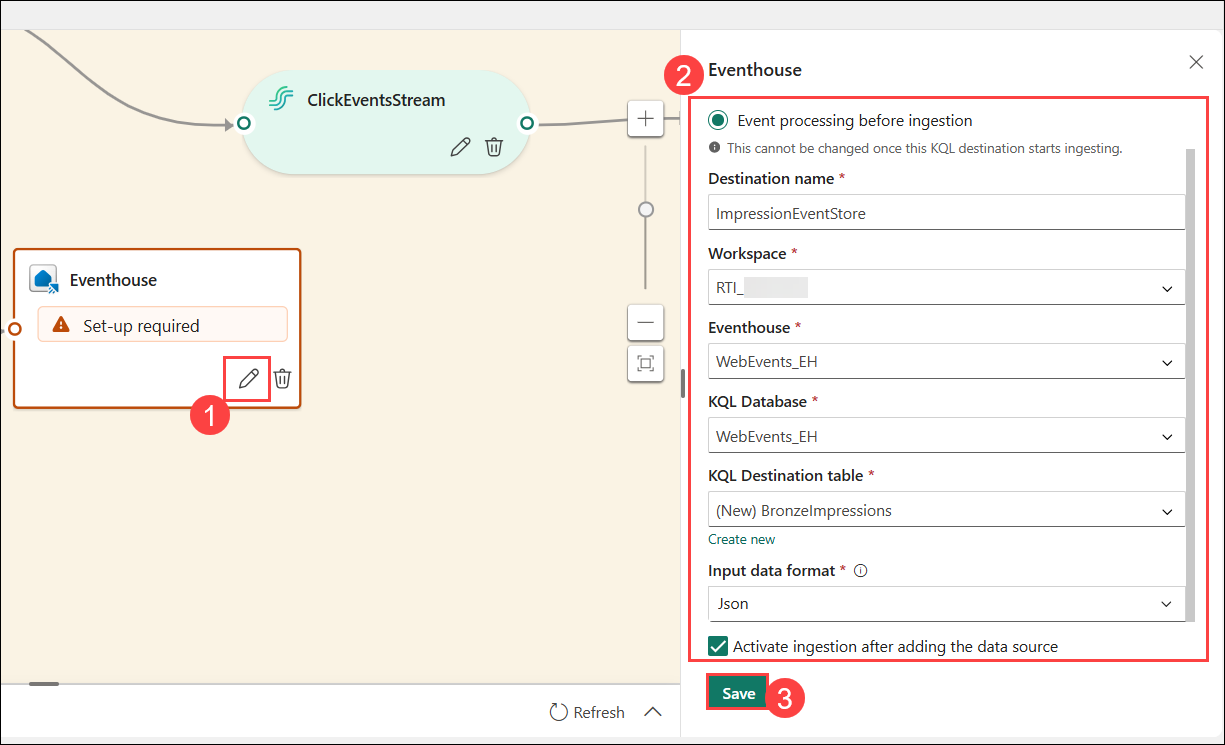 ClickEventsStream
Eventhouse
Set-up required
1
Refresh
2
Eventhouse
Event processing before ingestion
This cannot be changed once this KQL destination starts ingesting.
Destination name *
ImpressionEventStore
Workspace *
RTI_
Eventhouse *
WebEvents_EH
KQL Database *
WebEvents_EH
KQL Destination table *
(New) BronzeImpressions
Create new
Input data format *
Json
Activate ingestion after adding the data source
Save
3